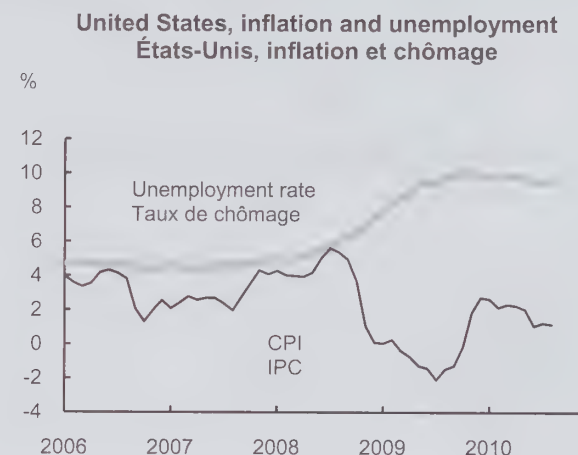 United States, inflation and unemployment
États-Unis, inflation et chômage
%
12
10
8
6
4
2
0
-2
-4
Unemployment rate
Taux de chômage
CPI
IPC
2006 2007 2008 2009 2010